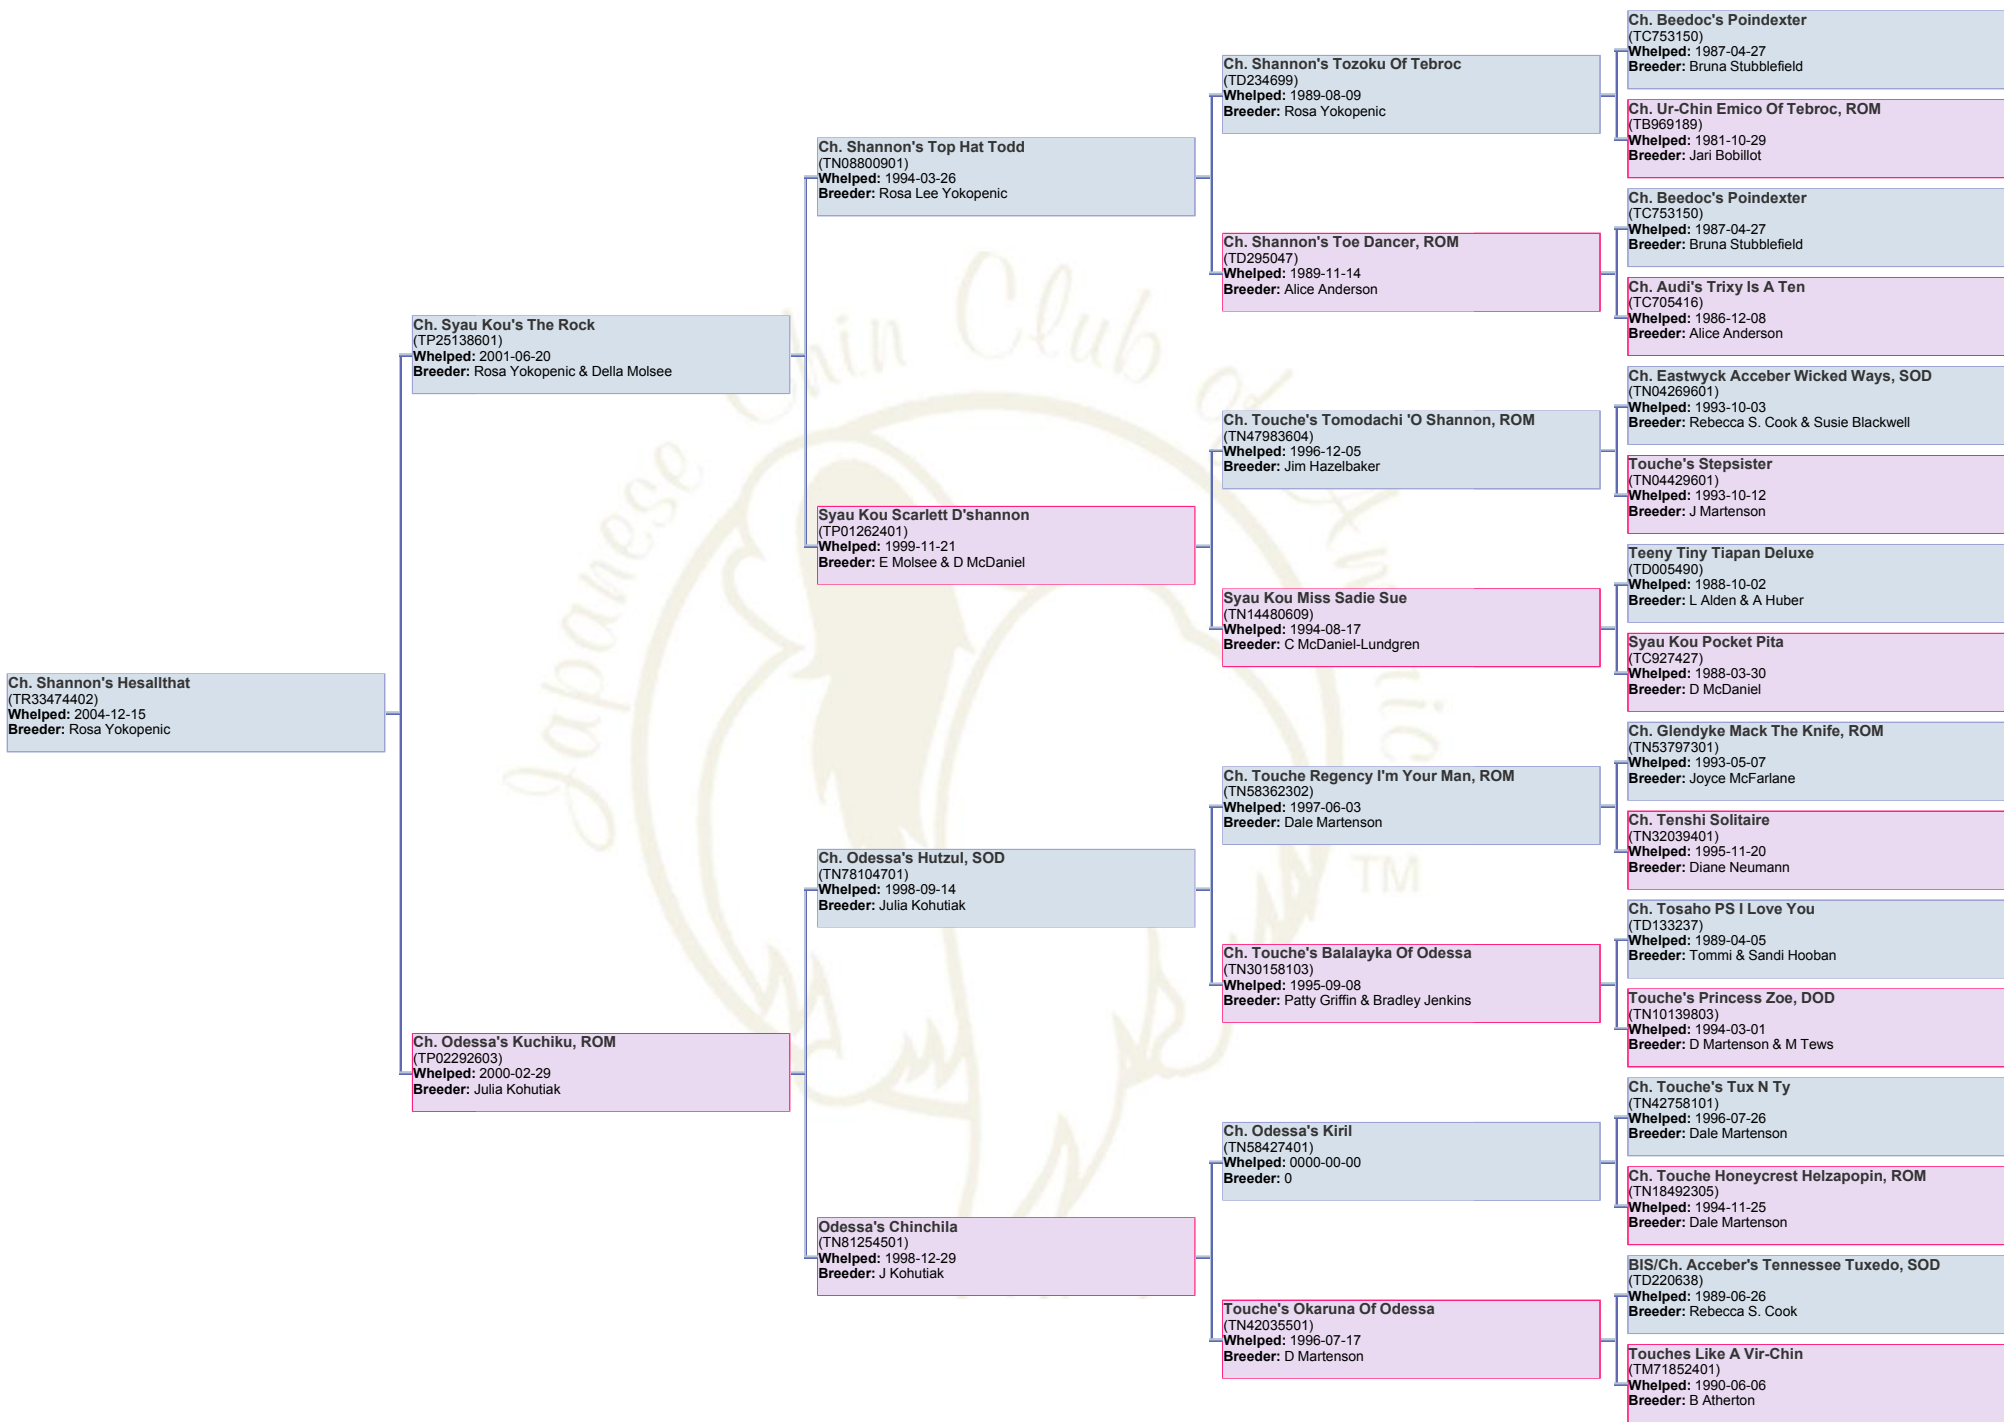 Ch. Shannon's Hesallthat
(TR33474402)
Whelped: 2004-12-15
Breeder: Rosa Yokopenic
Ch. Syau Kou's The Rock
(TP25138601)
Whelped: 2001-06-20
Breeder: Rosa Yokopenic & Della Molsee
Ch. Odessa's Kuchiku, ROM
(TP02292603)
Whelped: 2000-02-29
Breeder: Julia Kohutiak
Ch. Shannon's Top Hat Todd
(TN08800901)
Whelped: 1994-03-26
Breeder: Rosa Lee Yokopenic
Syau Kou Scarlett D'shannon
(TP01262401)
Whelped: 1999-11-21
Breeder: E Molsee & D McDaniel
Ch. Odessa's Hutzul, SOD
(TN78104701)
Whelped: 1998-09-14
Breeder: Julia Kohutiak
Odessa's Chinchila
(TN81254501)
Whelped: 1998-12-29
Breeder: J Kohutiak
Ch. Shannon's Tozoku Of Tebroc
(TD234699)
Whelped: 1989-08-09
Breeder: Rosa Yokopenic
Ch. Shannon's Toe Dancer, ROM
(TD295047)
Whelped: 1989-11-14
Breeder: Alice Anderson
Ch. Touche's Tomodachi 'O Shannon, ROM
(TN47983604)
Whelped: 1996-12-05
Breeder: Jim Hazelbaker
Syau Kou Miss Sadie Sue
(TN14480609)
Whelped: 1994-08-17
Breeder: C McDaniel-Lundgren
Ch. Touche Regency I'm Your Man, ROM
(TN58362302)
Whelped: 1997-06-03
Breeder: Dale Martenson
Ch. Touche's Balalayka Of Odessa
(TN30158103)
Whelped: 1995-09-08
Breeder: Patty Griffin & Bradley Jenkins
Ch. Odessa's Kiril
(TN58427401)
Whelped: 0000-00-00
Breeder: 0
Touche's Okaruna Of Odessa
(TN42035501)
Whelped: 1996-07-17
Breeder: D Martenson
Ch. Beedoc's Poindexter
(TC753150)
Whelped: 1987-04-27
Breeder: Bruna Stubblefield
Ch. Ur-Chin Emico Of Tebroc, ROM
(TB969189)
Whelped: 1981-10-29
Breeder: Jari Bobillot
Ch. Beedoc's Poindexter
(TC753150)
Whelped: 1987-04-27
Breeder: Bruna Stubblefield
Ch. Audi's Trixy Is A Ten
(TC705416)
Whelped: 1986-12-08
Breeder: Alice Anderson
Ch. Eastwyck Acceber Wicked Ways, SOD
(TN04269601)
Whelped: 1993-10-03
Breeder: Rebecca S. Cook & Susie Blackwell
Touche's Stepsister
(TN04429601)
Whelped: 1993-10-12
Breeder: J Martenson
Teeny Tiny Tiapan Deluxe
(TD005490)
Whelped: 1988-10-02
Breeder: L Alden & A Huber
Syau Kou Pocket Pita
(TC927427)
Whelped: 1988-03-30
Breeder: D McDaniel
Ch. Glendyke Mack The Knife, ROM
(TN53797301)
Whelped: 1993-05-07
Breeder: Joyce McFarlane
Ch. Tenshi Solitaire
(TN32039401)
Whelped: 1995-11-20
Breeder: Diane Neumann
Ch. Tosaho PS I Love You
(TD133237)
Whelped: 1989-04-05
Breeder: Tommi & Sandi Hooban
Touche's Princess Zoe, DOD
(TN10139803)
Whelped: 1994-03-01
Breeder: D Martenson & M Tews
Ch. Touche's Tux N Ty
(TN42758101)
Whelped: 1996-07-26
Breeder: Dale Martenson
Ch. Touche Honeycrest Helzapopin, ROM
(TN18492305)
Whelped: 1994-11-25
Breeder: Dale Martenson
BIS/Ch. Acceber's Tennessee Tuxedo, SOD
(TD220638)
Whelped: 1989-06-26
Breeder: Rebecca S. Cook
Touches Like A Vir-Chin
(TM71852401)
Whelped: 1990-06-06
Breeder: B Atherton
Japanese Chin Club of
TM